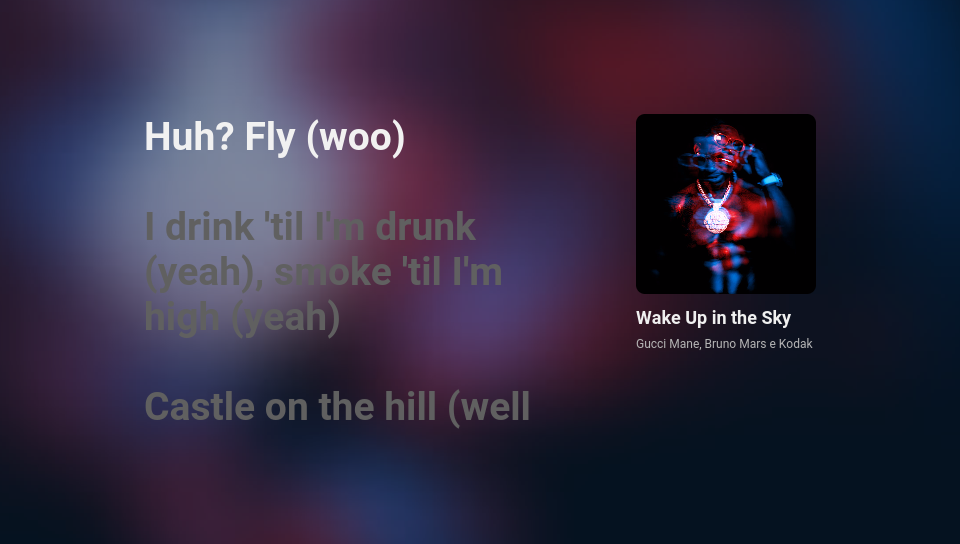 Huh? Fly (woo)
I drink 'til I'm drunk
(yeah), smoke 'til I'm
high (yeah)
Castle on the hill (well
Wake Up in the Sky
Gucci Mane, Bruno Mars e Kodak